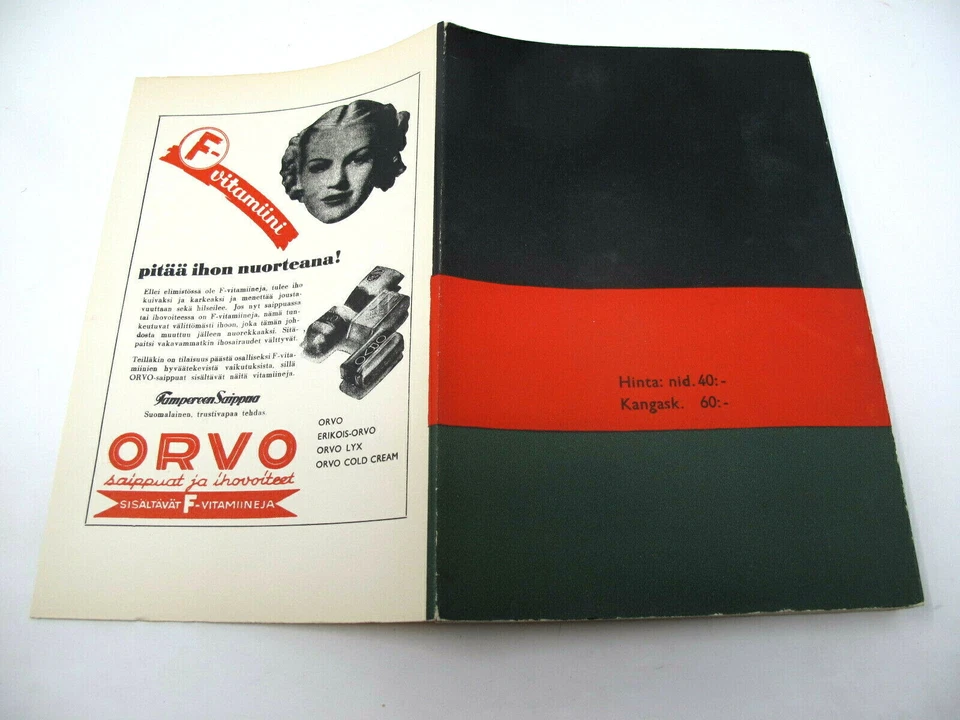 F-
vitamiini
pitää ihon nuorteana!
Ellei elimistössä ole F-vitamiineja, tulee iho
kuivaksi ja karkeaksi ja menettää jousta-
vuuttaan sekä hilseilee. Jos nyt saippuassa
tai ihovoiteessa on F-vitamiineja, nämä tun-
keutuvat välittömästi ihoon, joka tämän joh-
dosta muuttuu jälleen nuorekkaaksi. Sitä-
paitsi vakavammatkin ihosairaudet välttyvät.
Teilläkin on tilaisuus päästä osalliseksi F-vita-
miinien hyväätekevistä vaikutuksista, sillä
ORVO-saippuat sisältävät näitä vitamiineja.
Tampereen Saippua
Suomalainen, trustivapaa tehdas.
ORVO
saippuat ja ihovoiteet
SISÄLTÄVÄT F-VITAMIINEJA
ORVO
ERIKOIS-ORVO
ORVO LYX
ORVO COLD CREAM
Hinta: nid. 40:-
Kangask. 60:-